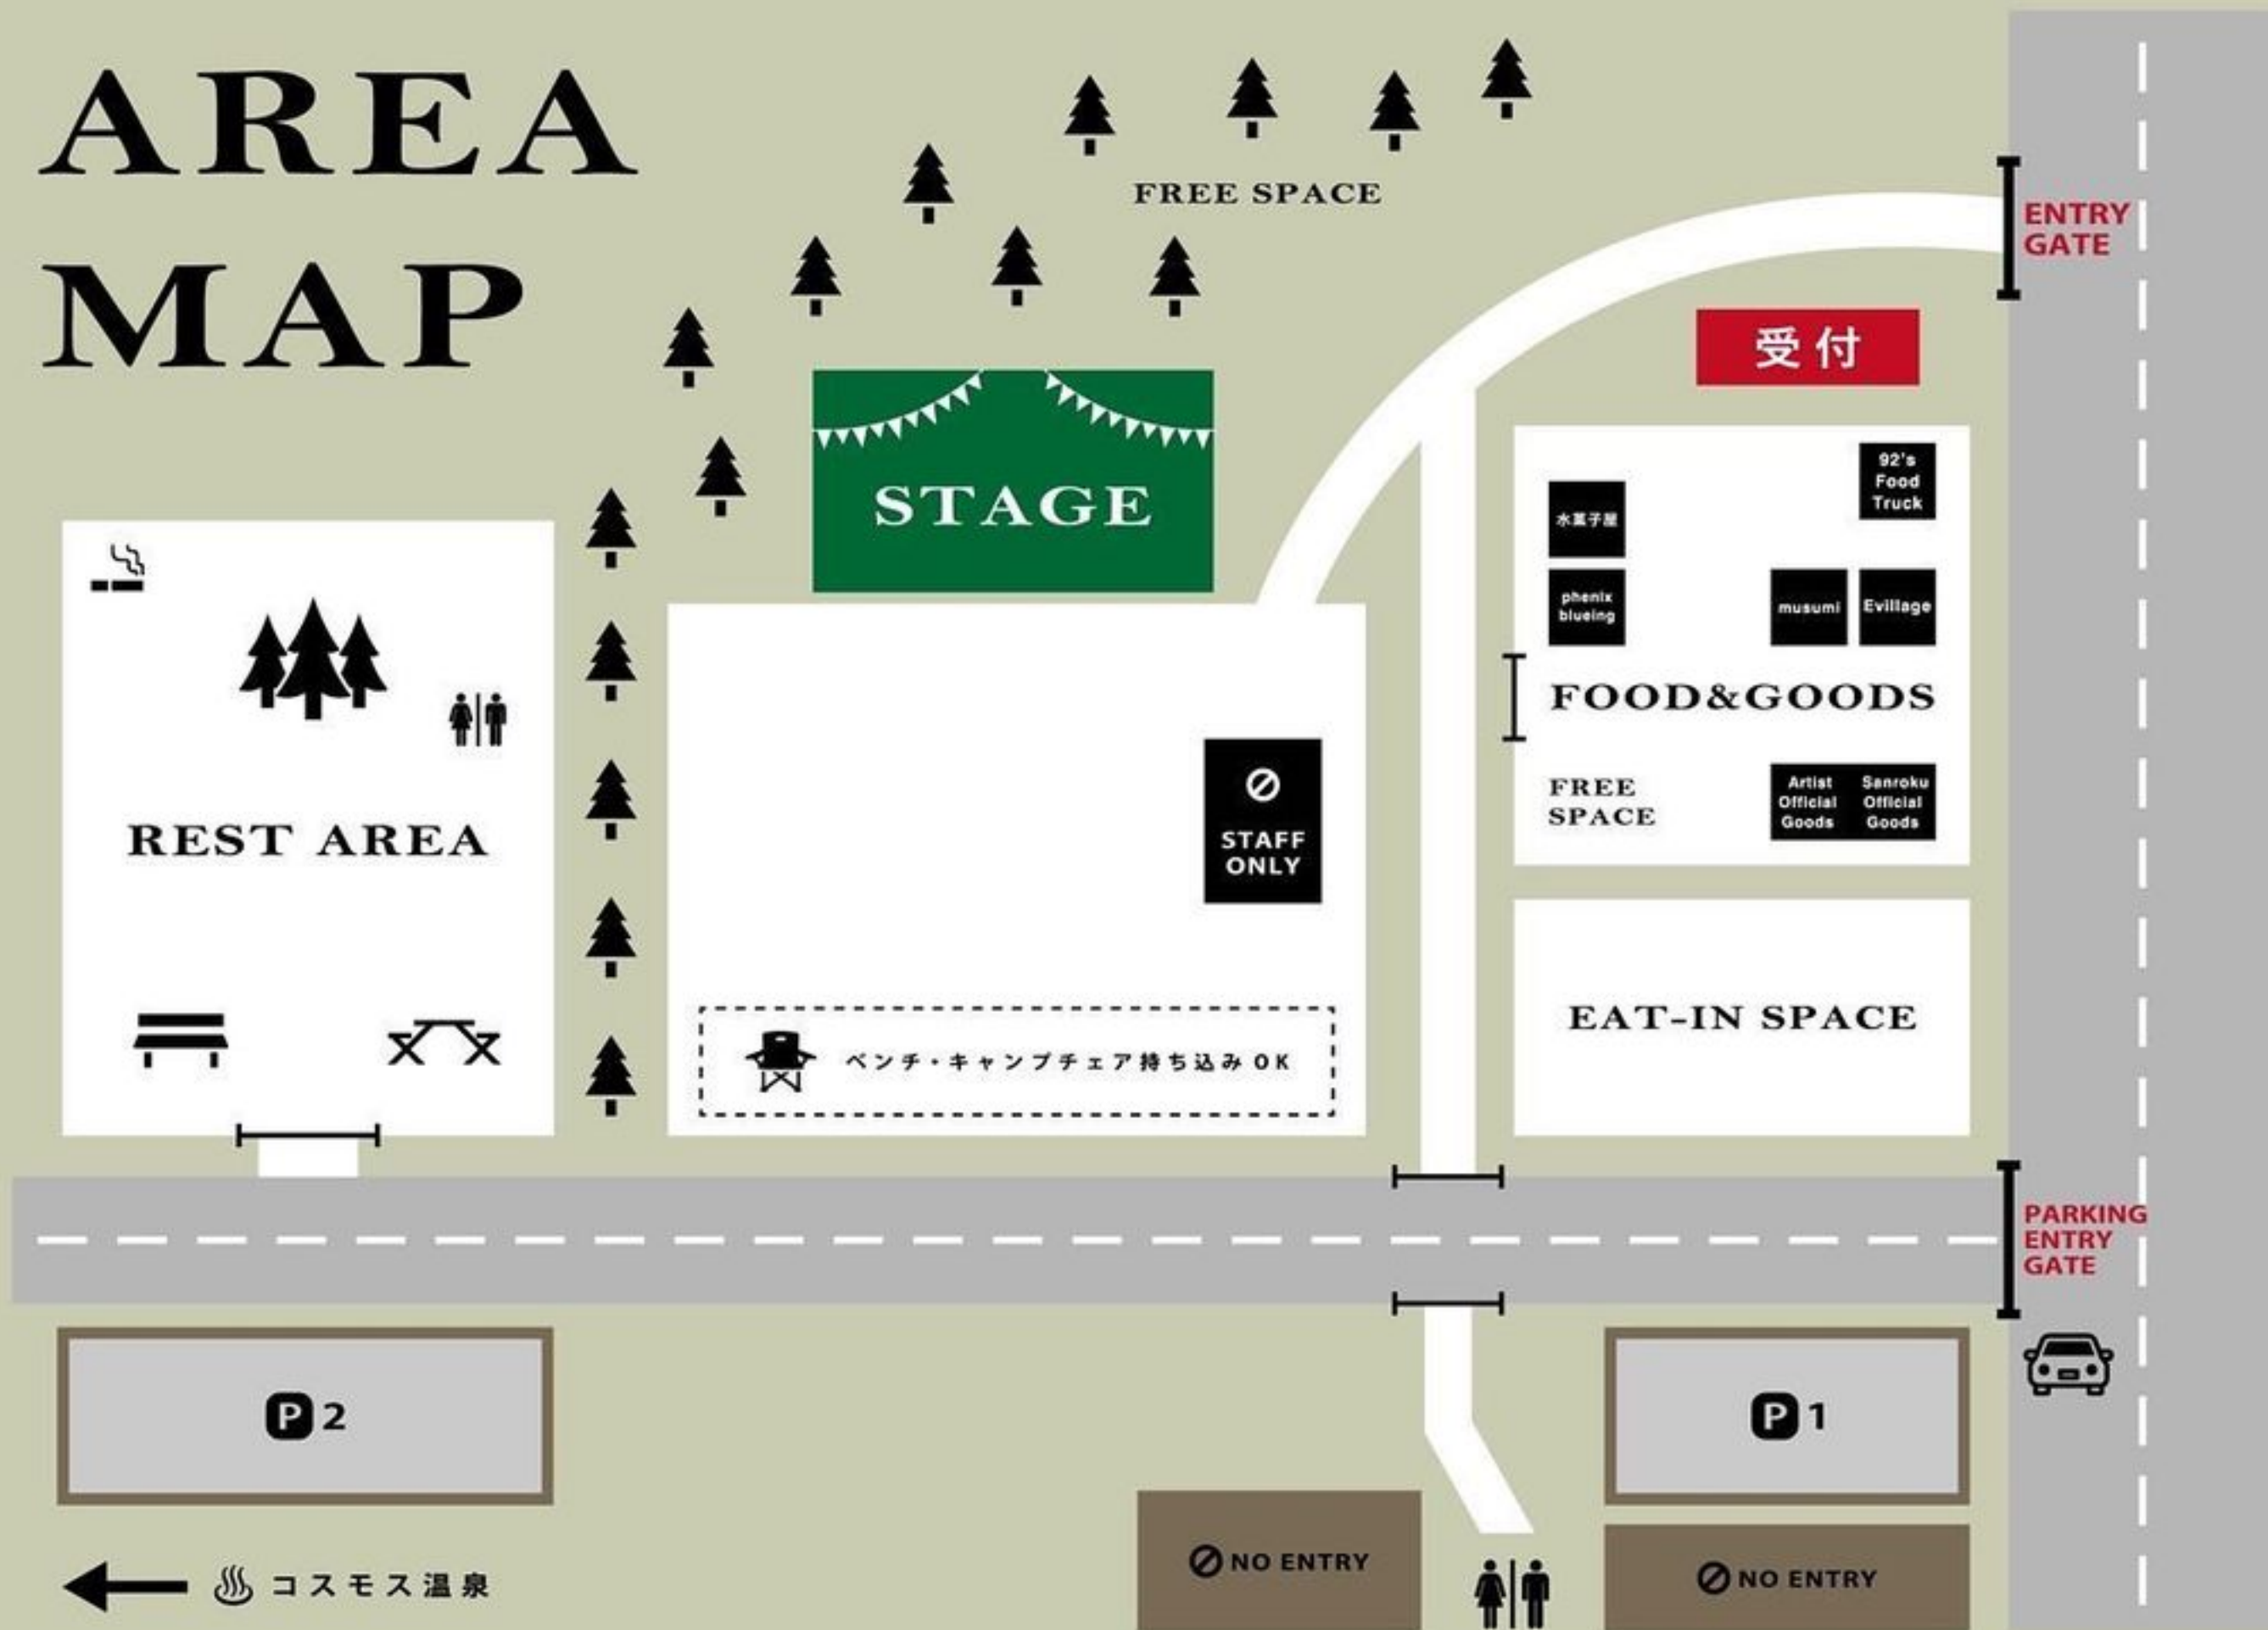 AREA
MAP
FREE SPACE
ENTRY
GATE
受付
STAGE
92's
Food
Truck
水菓子屋
phenix
blueing
musumi
Evillage
FOOD&GOODS
FREE
SPACE
Artist
Official
Goods
Sanroku
Official
Goods
STAFF
ONLY
REST AREA
EAT-IN SPACE
ベンチ・キャンプチェア持ち込みOK
PARKING
ENTRY
GATE
P 2
P 1
NO ENTRY
NO ENTRY
コスモス温泉